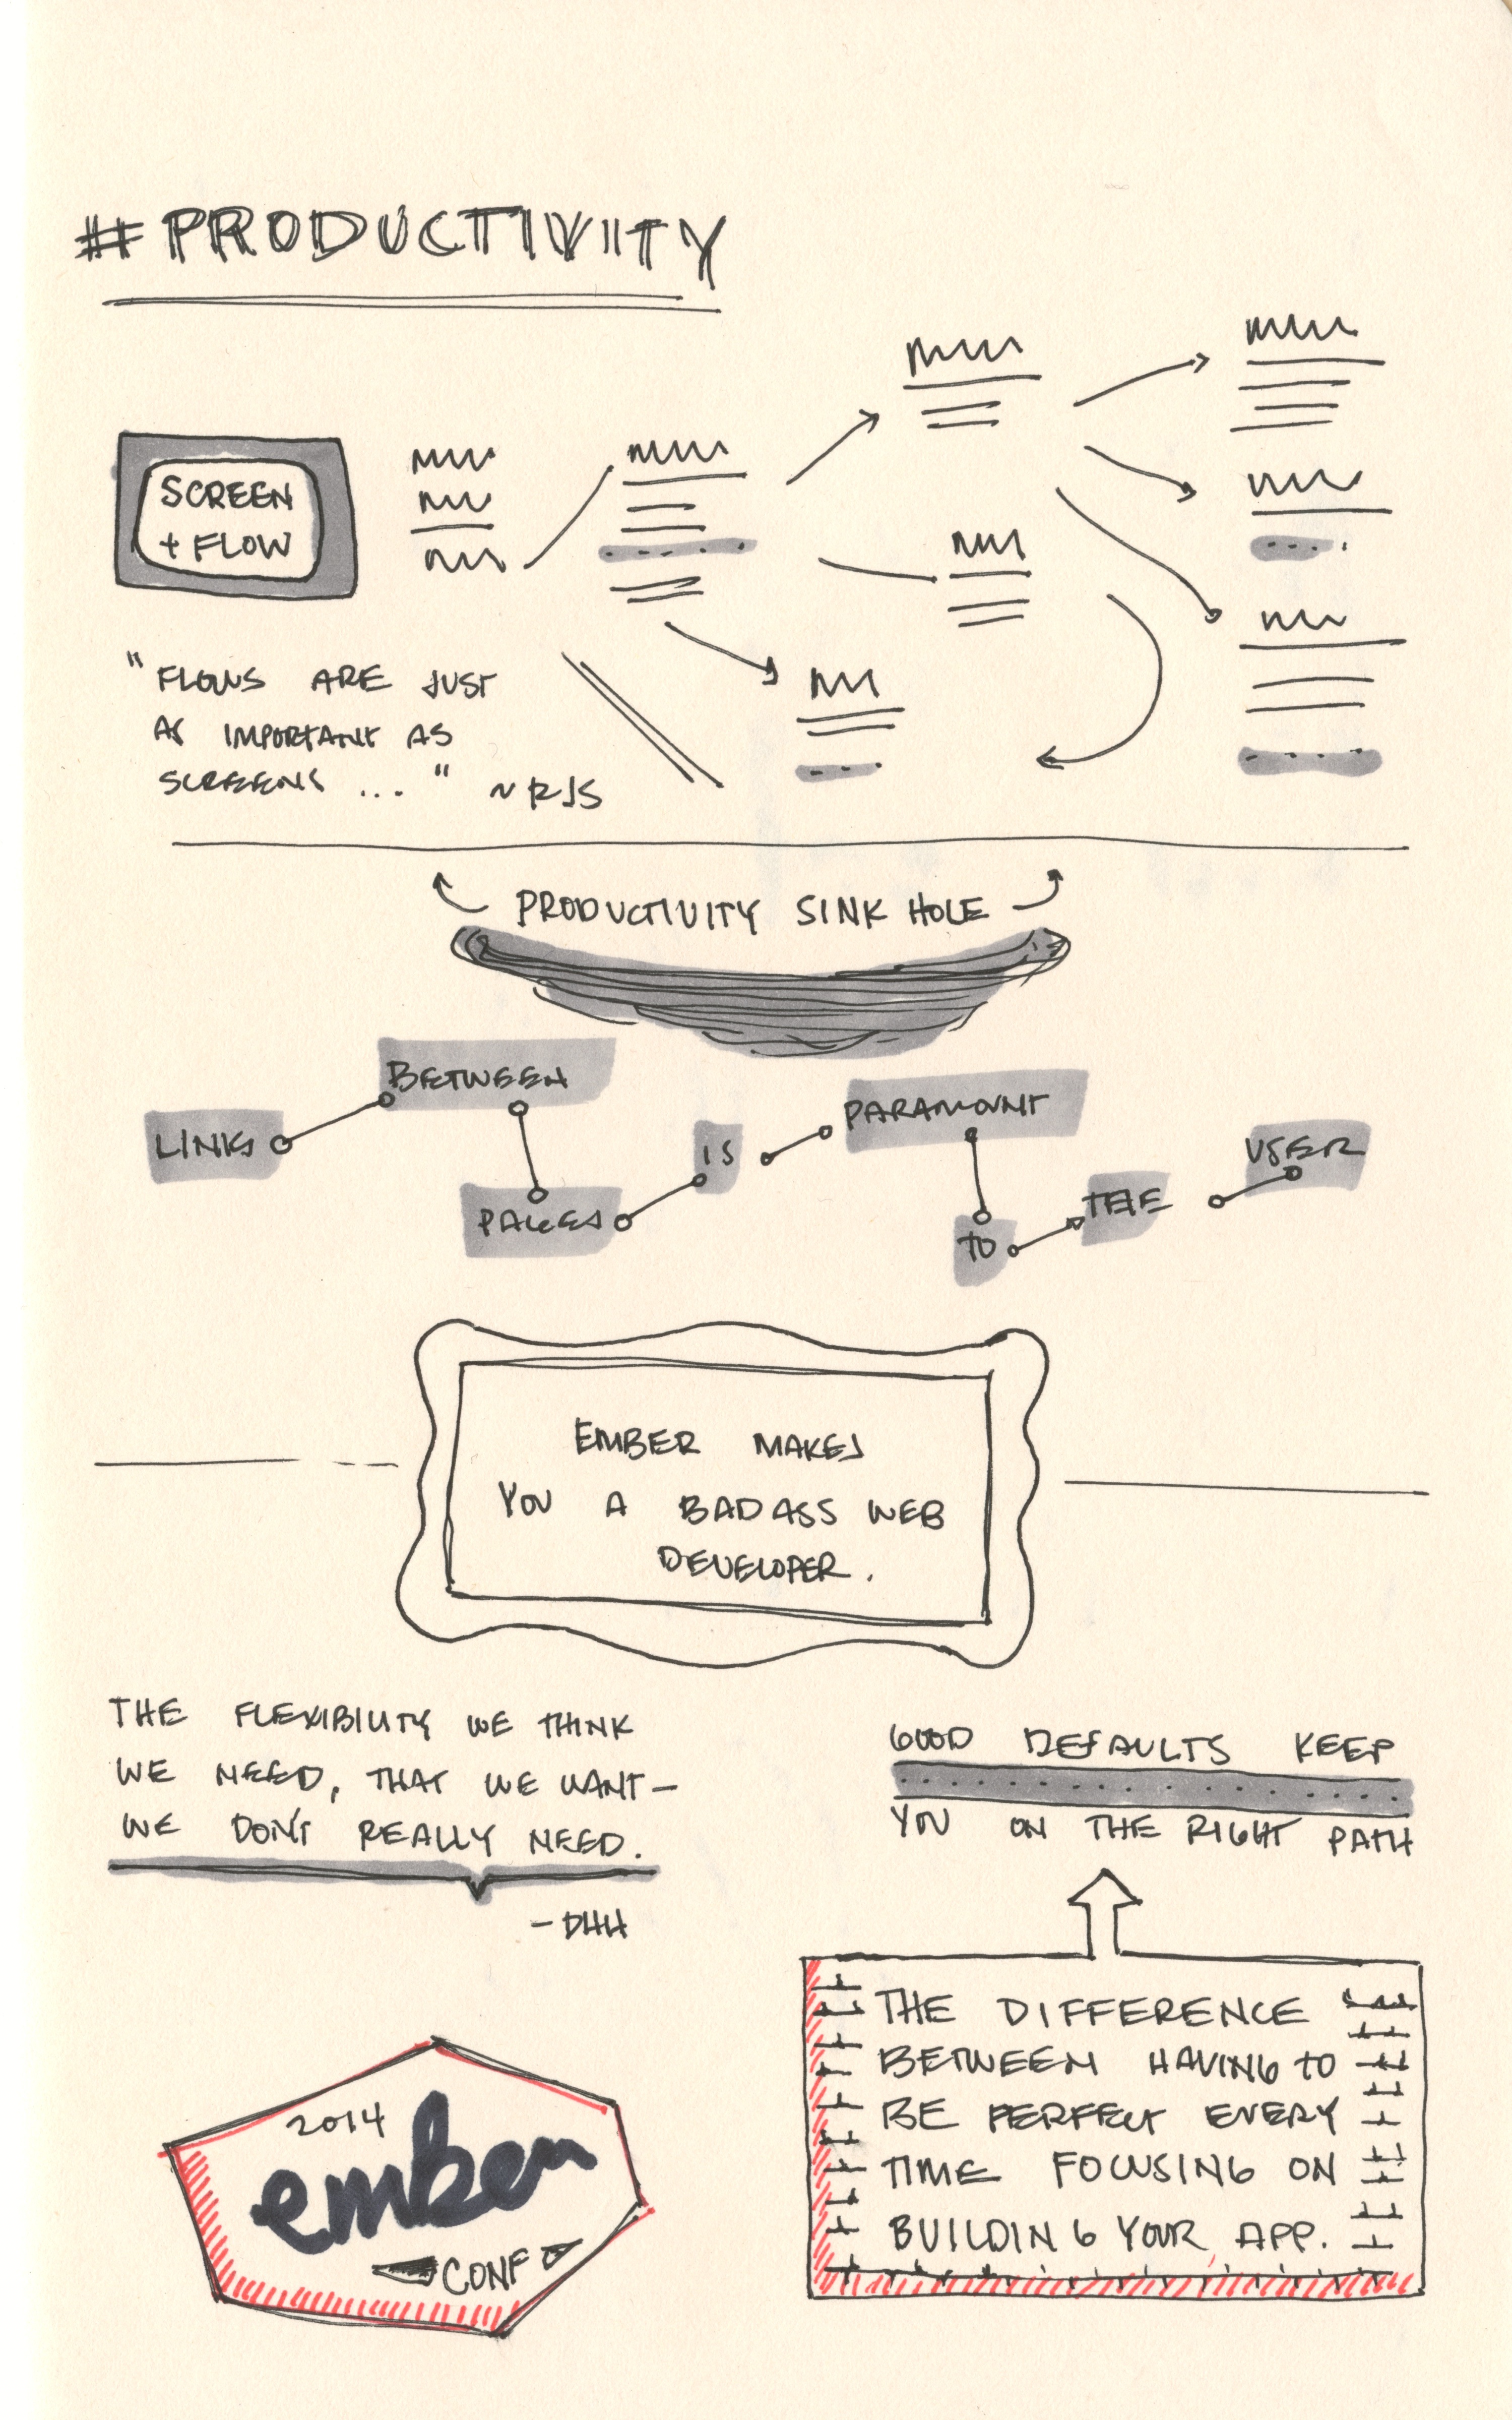 #PRODUCTIVIITY
SCREEN
+ FLOW
"FLOWS ARE JUST
AS IMPORTANT AS
SCREENS ..." ~RJS
PRODUCTIVITY SINK HOLE
LINKS BETWEEN PAGES IS PARAMOUNT TO THE USER
EMBER MAKES
YOU A BADASS WEB
DEVELOPER.
THE FLEXIBILITY WE THINK
WE NEED, THAT WE WANT—
WE DON'T REALLY NEED.
— DHH
GOOD DEFAULTS KEEP
YOU ON THE RIGHT PATH
THE DIFFERENCE
BETWEEN HAVING TO
BE PERFECT EVERY
TIME FOCUSING ON
BUILDING YOUR APP.
2014
ember
CONF